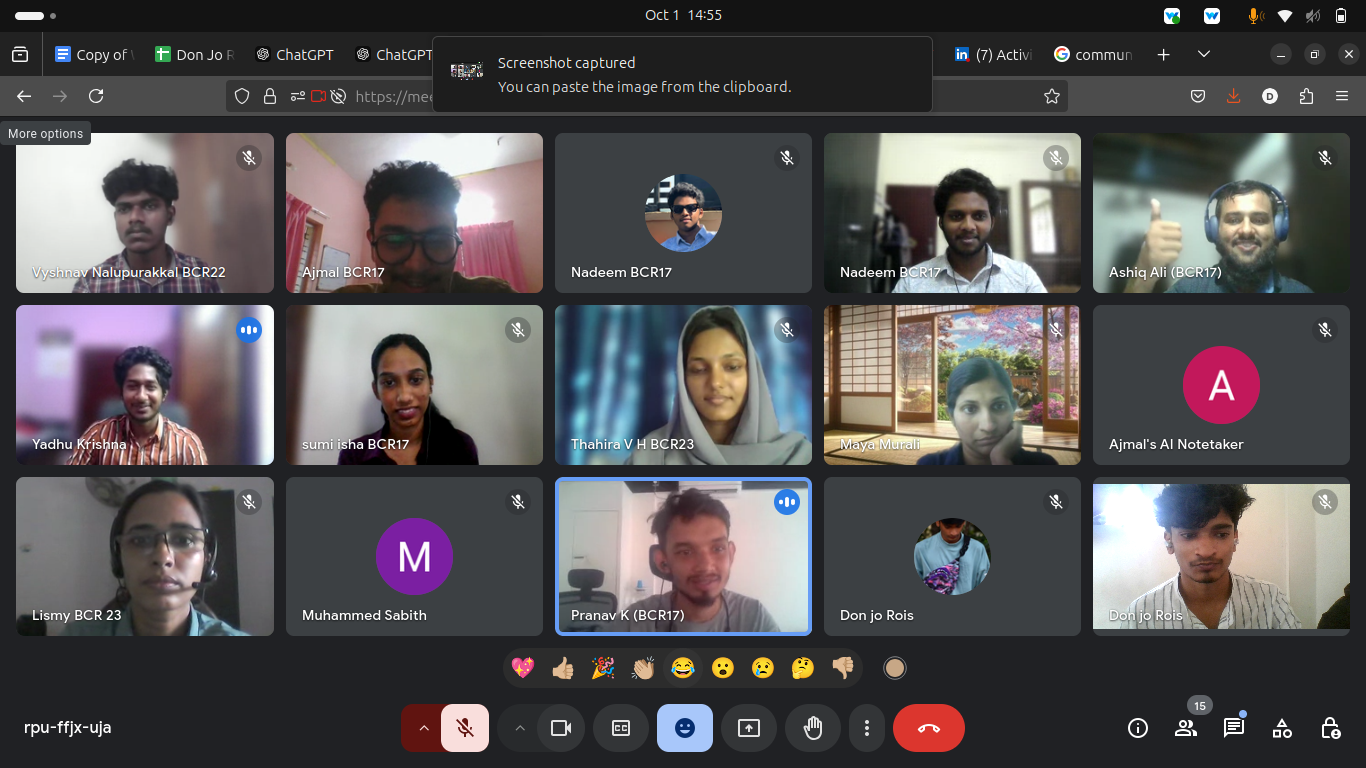 Oct 1 14:55
Copy of
Don Jo R
ChatGPT
ChatGPT
(7) Activi
commun
Screenshot captured
You can paste the image from the clipboard.
https://mee
More options
Vyshnav Nalupurakkal BCR22
Ajmal BCR17
Nadeem BCR17
Nadeem BCR17
Ashiq Ali (BCR17)
Yadhu Krishna
sumi isha BCR17
Thahira V H BCR23
Maya Murali
A
Ajmal's AI Notetaker
Lismy BCR 23
M
Muhammed Sabith
Pranav K (BCR17)
Don jo Rois
Don jo Rois
rpu-ffjx-uja
15